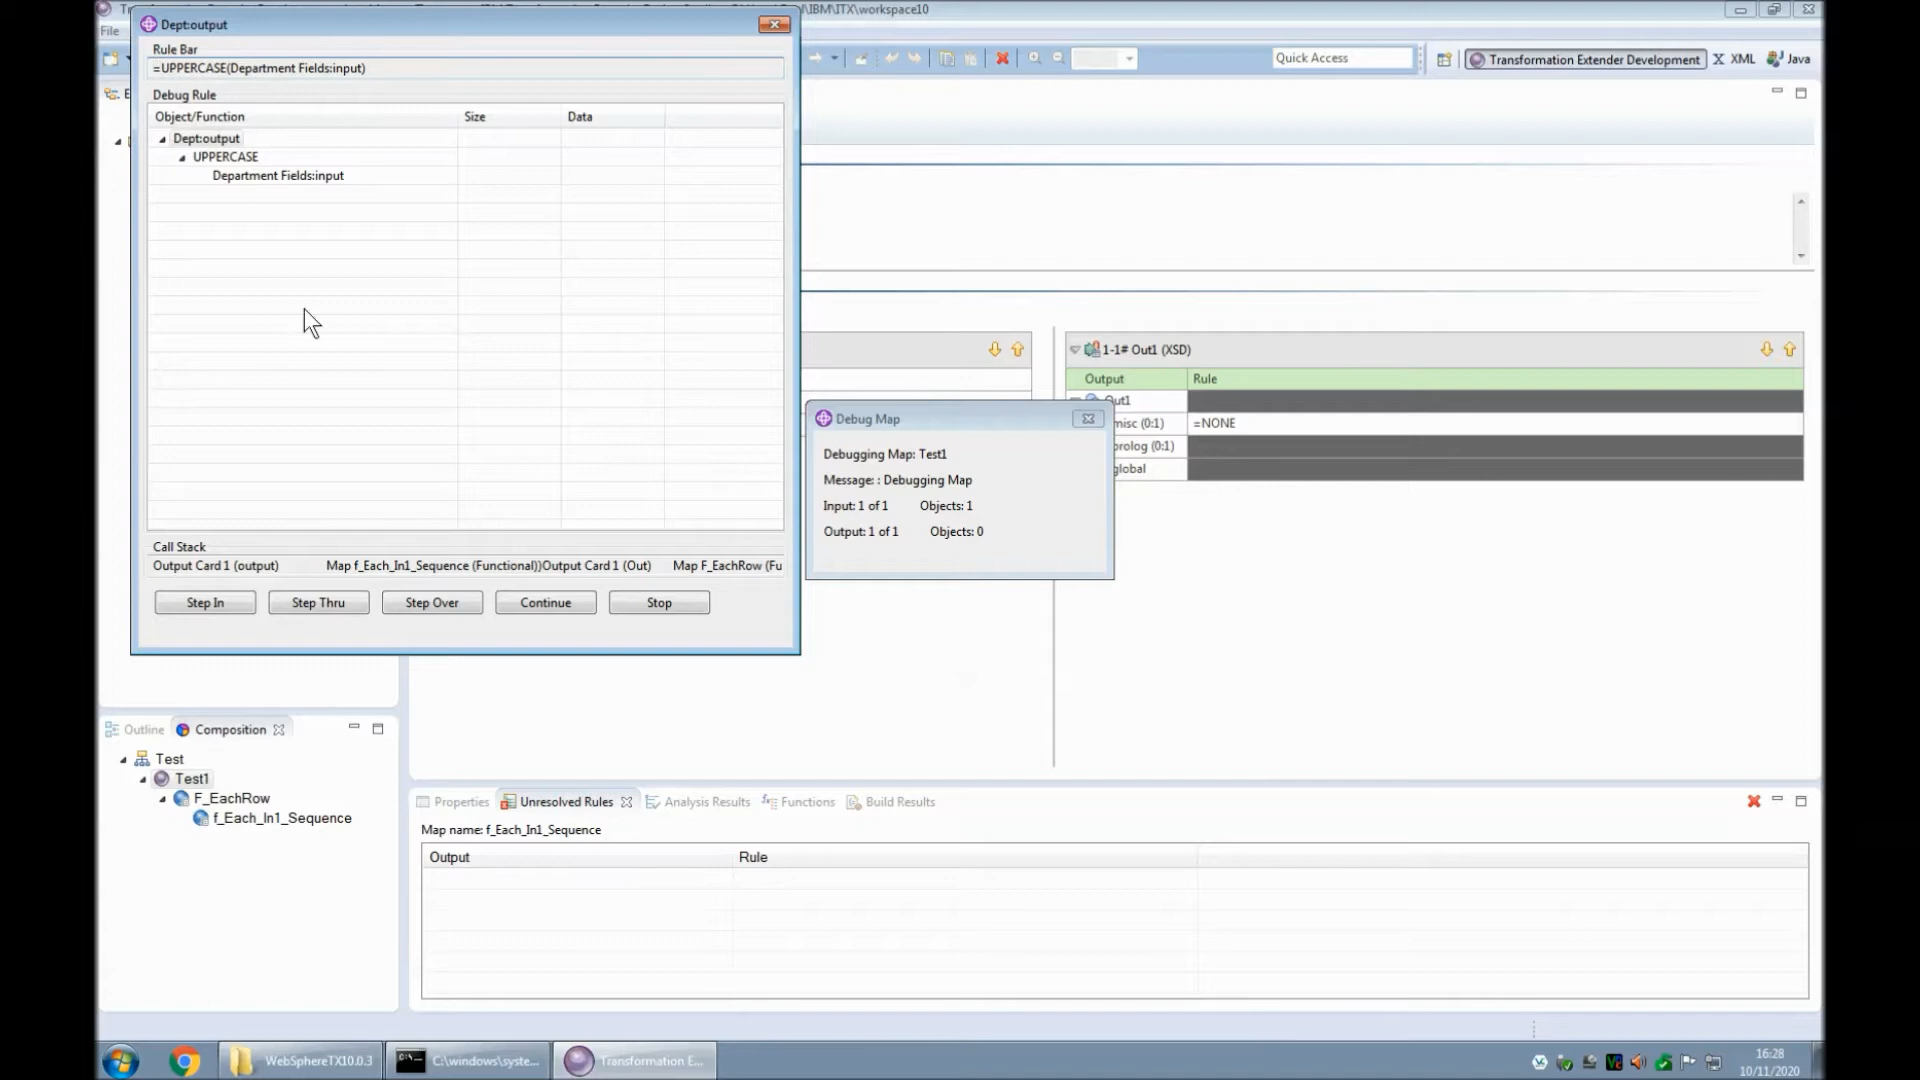 Dept:output
\IBM\ITX\workspace10
File
Rule Bar
=UPPERCASE(Department Fields:input)
Quick Access
Transformation Extender Development
XML
Java
Debug Rule
Object/Function Size Data
Dept:output
UPPERCASE
Department Fields:input
1-1# Out1 (XSD)
Output Rule
Out1
misc (0:1) =NONE
prolog (0:1)
global
Debug Map
Debugging Map: Test1
Message: : Debugging Map
Input: 1 of 1 Objects: 1
Output: 1 of 1 Objects: 0
Call Stack
Output Card 1 (output) Map f_Each_In1_Sequence (Functional))Output Card 1 (Out) Map F_EachRow (Fu
Step In Step Thru Step Over Continue Stop
Outline Composition
Test
Test1
F_EachRow
f_Each_In1_Sequence
Properties Unresolved Rules Analysis Results Functions Build Results
Map name: f_Each_In1_Sequence
Output Rule
WebSphereTX10.0.3
C:\windows\syste...
Transformation E...
16:28
10/11/2020